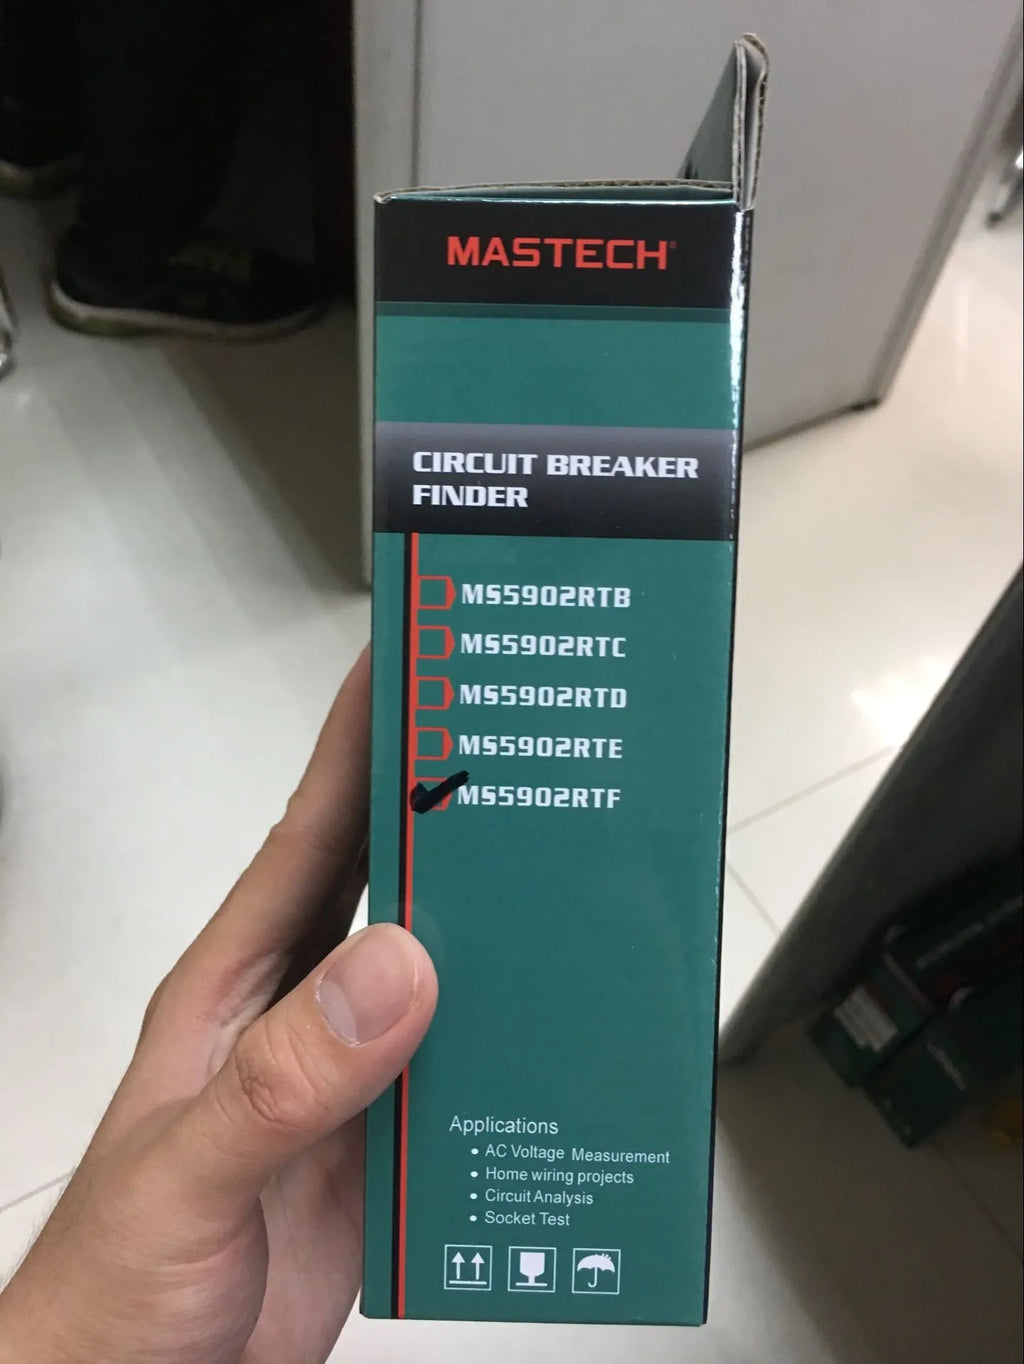 MASTECH®
CIRCUIT BREAKER
FINDER
MS5902RTB
MS5902RTC
MS5902RTD
MS5902RTE
MS5902RTF
Applications
• AC Voltage Measurement
• Home wiring projects
• Circuit Analysis
• Socket Test